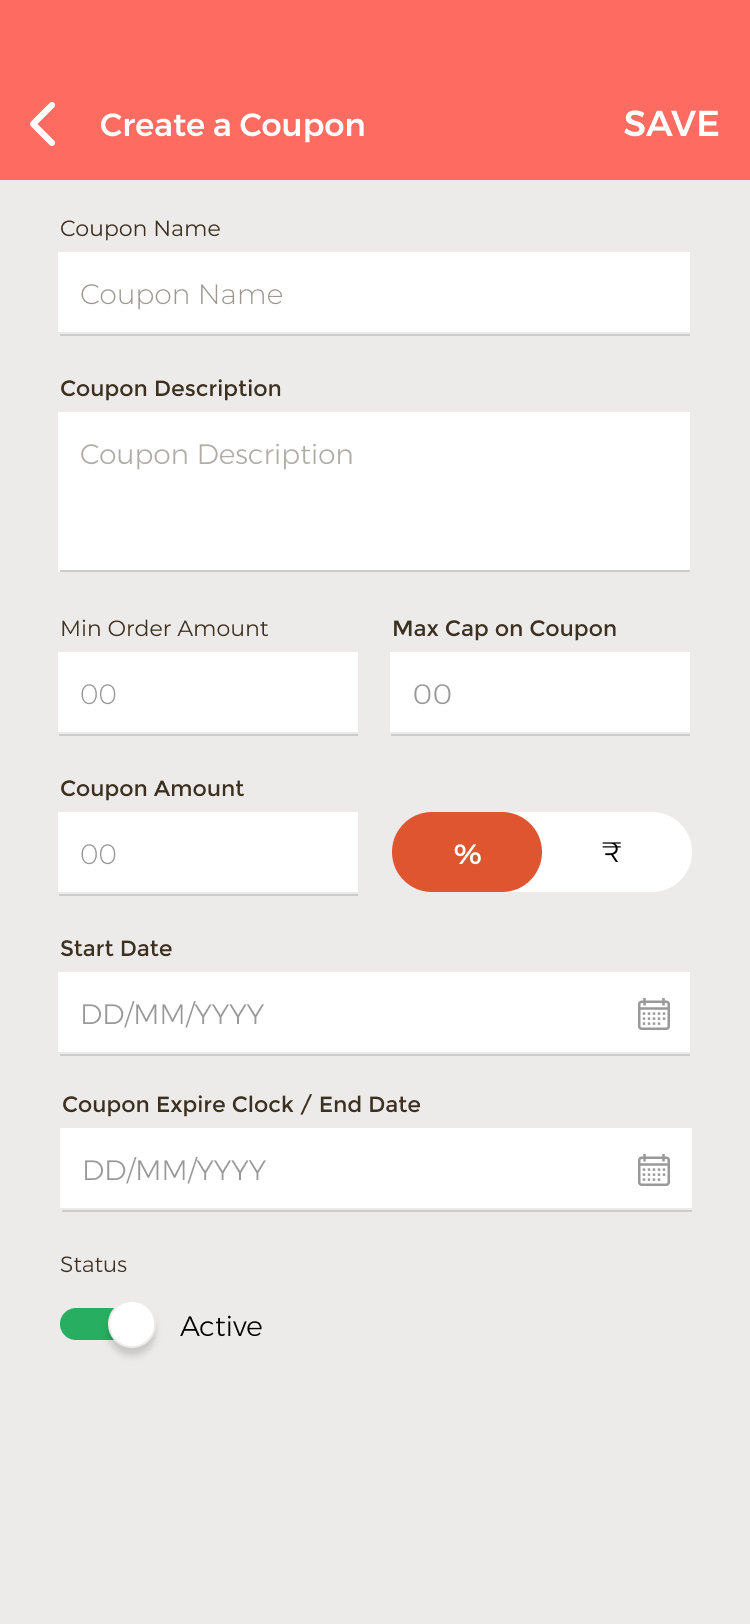 Create a Coupon
SAVE
Coupon Name
Coupon Name
Coupon Description
Coupon Description
Min Order Amount
Max Cap on Coupon
00
00
Coupon Amount
00
%
₹
Start Date
DD/MM/YYYY
Coupon Expire Clock / End Date
DD/MM/YYYY
Status
Active